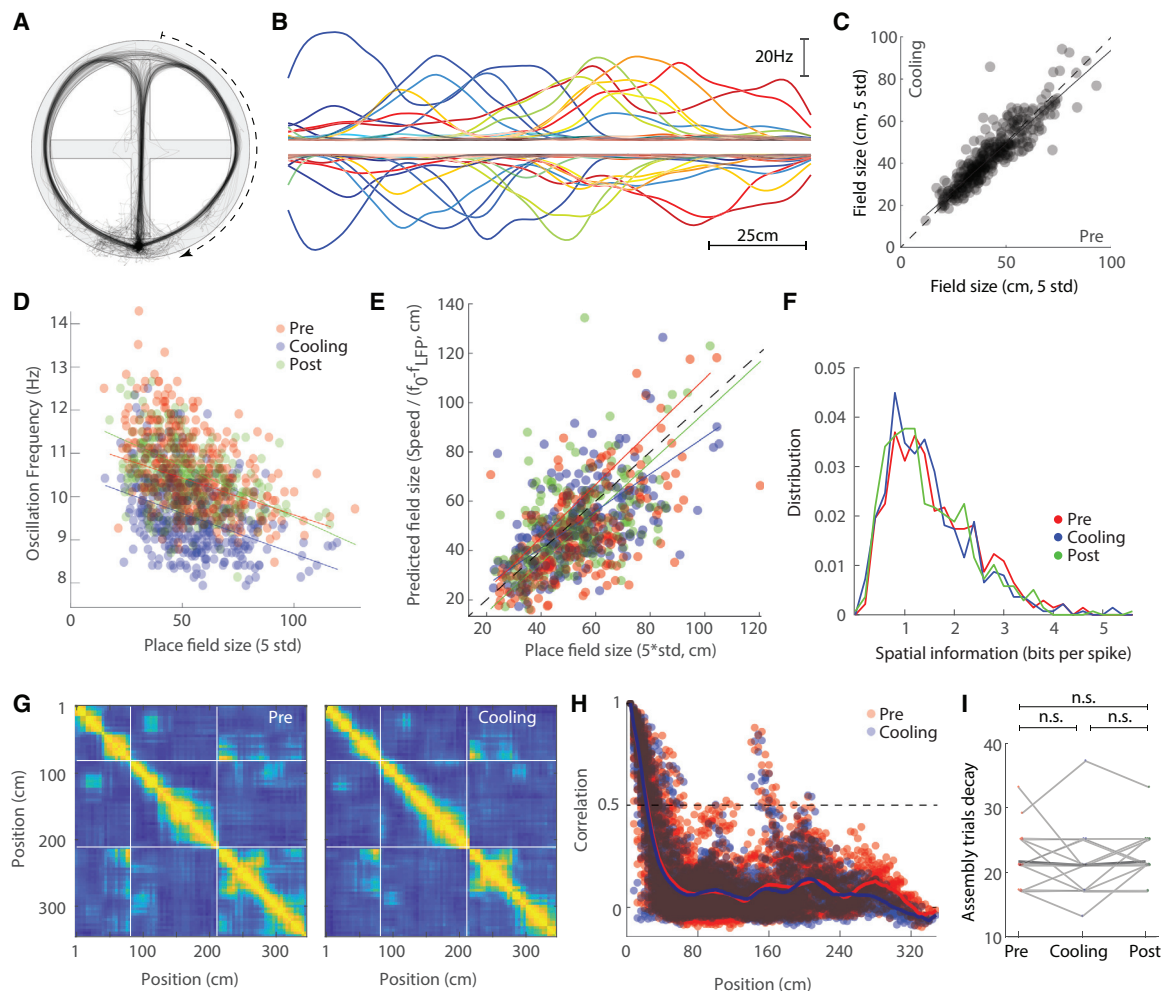 A
B
20Hz
25cm
C
Cooling
Field size (cm, 5 std)
100
80
60
40
20
0
Pre
0
50
100
Field size (cm, 5 std)
D
Oscillation Frequency (Hz)
14
13
12
11
10
9
8
Pre
Cooling
Post
0
50
100
Place field size (5 std)
E
Predicted field size (Speed / (f0-fLFP, cm)
140
120
100
80
60
40
20
20
40
60
80
100
120
Place field size (5*std, cm)
F
Distribution
0.05
0.04
0.03
0.02
0.01
0
Pre
Cooling
Post
1
2
3
4
5
Spatial information (bits per spike)
G
Position (cm)
1
100
200
300
Pre
Cooling
1
100
200
300
1
100
200
300
Position (cm)
Position (cm)
H
Correlation
1
0.5
0
Pre
Cooling
0
80
160
240
320
Position (cm)
I
n.s.
n.s.
n.s.
Assembly trials decay
40
30
20
10
Pre
Cooling
Post